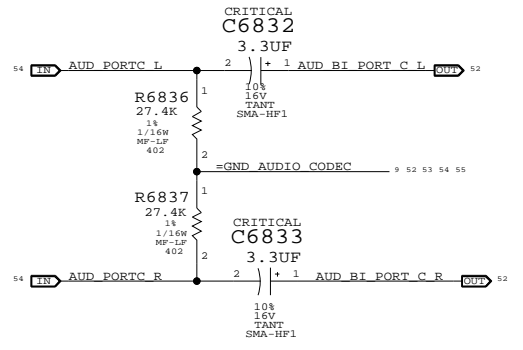 CRITICAL
C6832
3.3UF
54 IN AUD_PORTC_L 2 + 1 AUD_BI_PORT_C_L OUT 52
10%
16V
TANT
SMA-HF1
1
R6836
27.4K
1%
1/16W
MF-LF
402
2
=GND_AUDIO_CODEC 9 52 53 54 55
1
R6837
27.4K
1%
1/16W
MF-LF
402
2
CRITICAL
C6833
3.3UF
54 IN AUD_PORTC_R 2 + 1 AUD_BI_PORT_C_R OUT 52
10%
16V
TANT
SMA-HF1